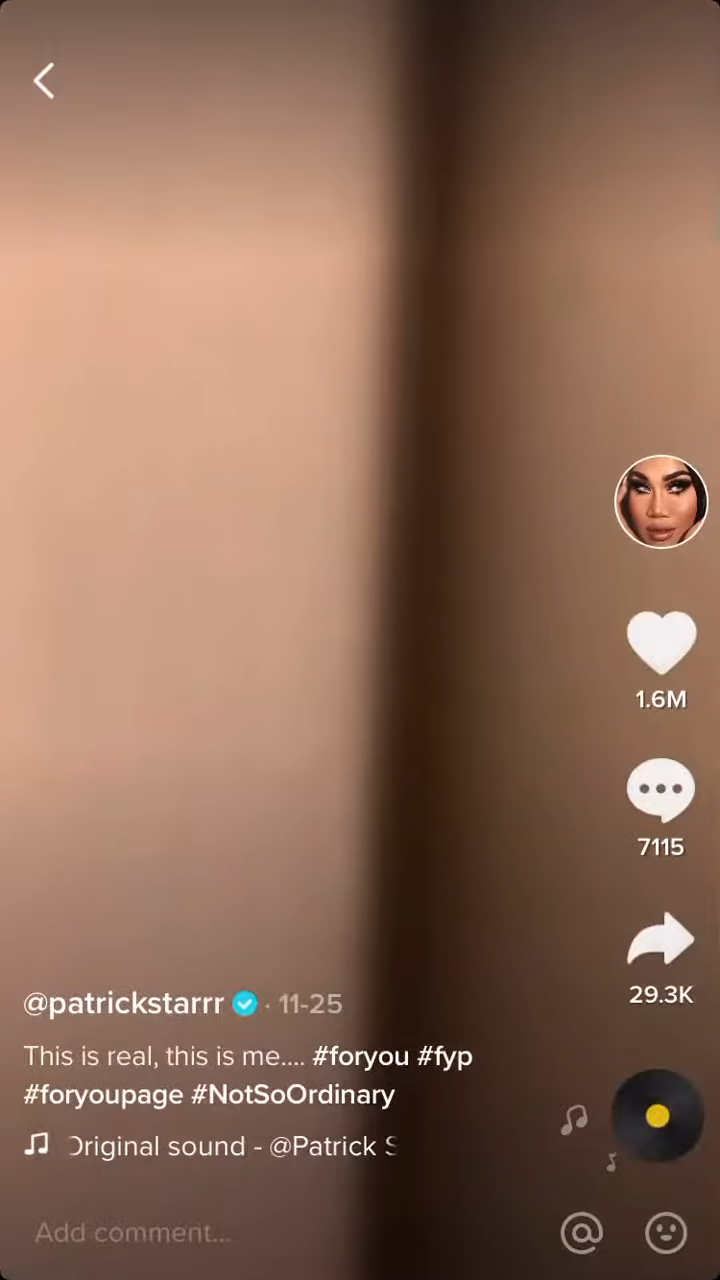 1.6M
7115
29.3K
@patrickstarrr · 11-25
This is real, this is me.... #foryou #fyp
#foryoupage #NotSoOrdinary
Original sound - @Patrick S
Add comment...